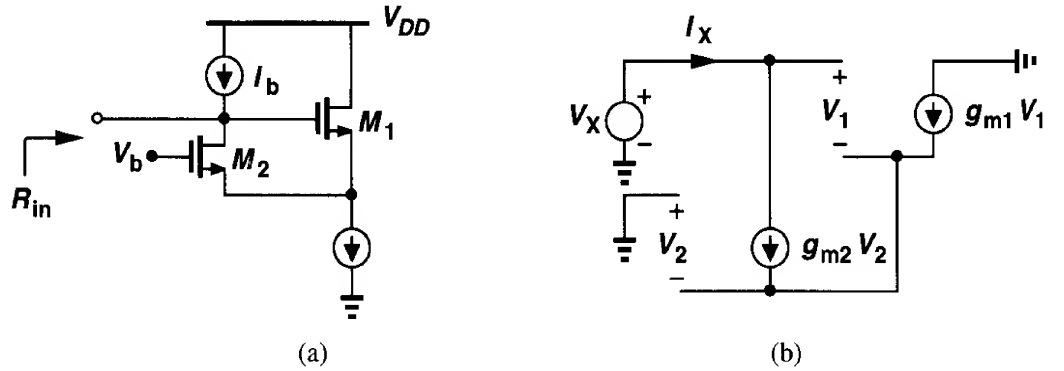 V_DD
I_b
M_1
V_b
M_2
R_in
(a)
I_X
V_X
+
−
+
V_1
−
g_m1 V_1
+
V_2
−
g_m2 V_2
(b)